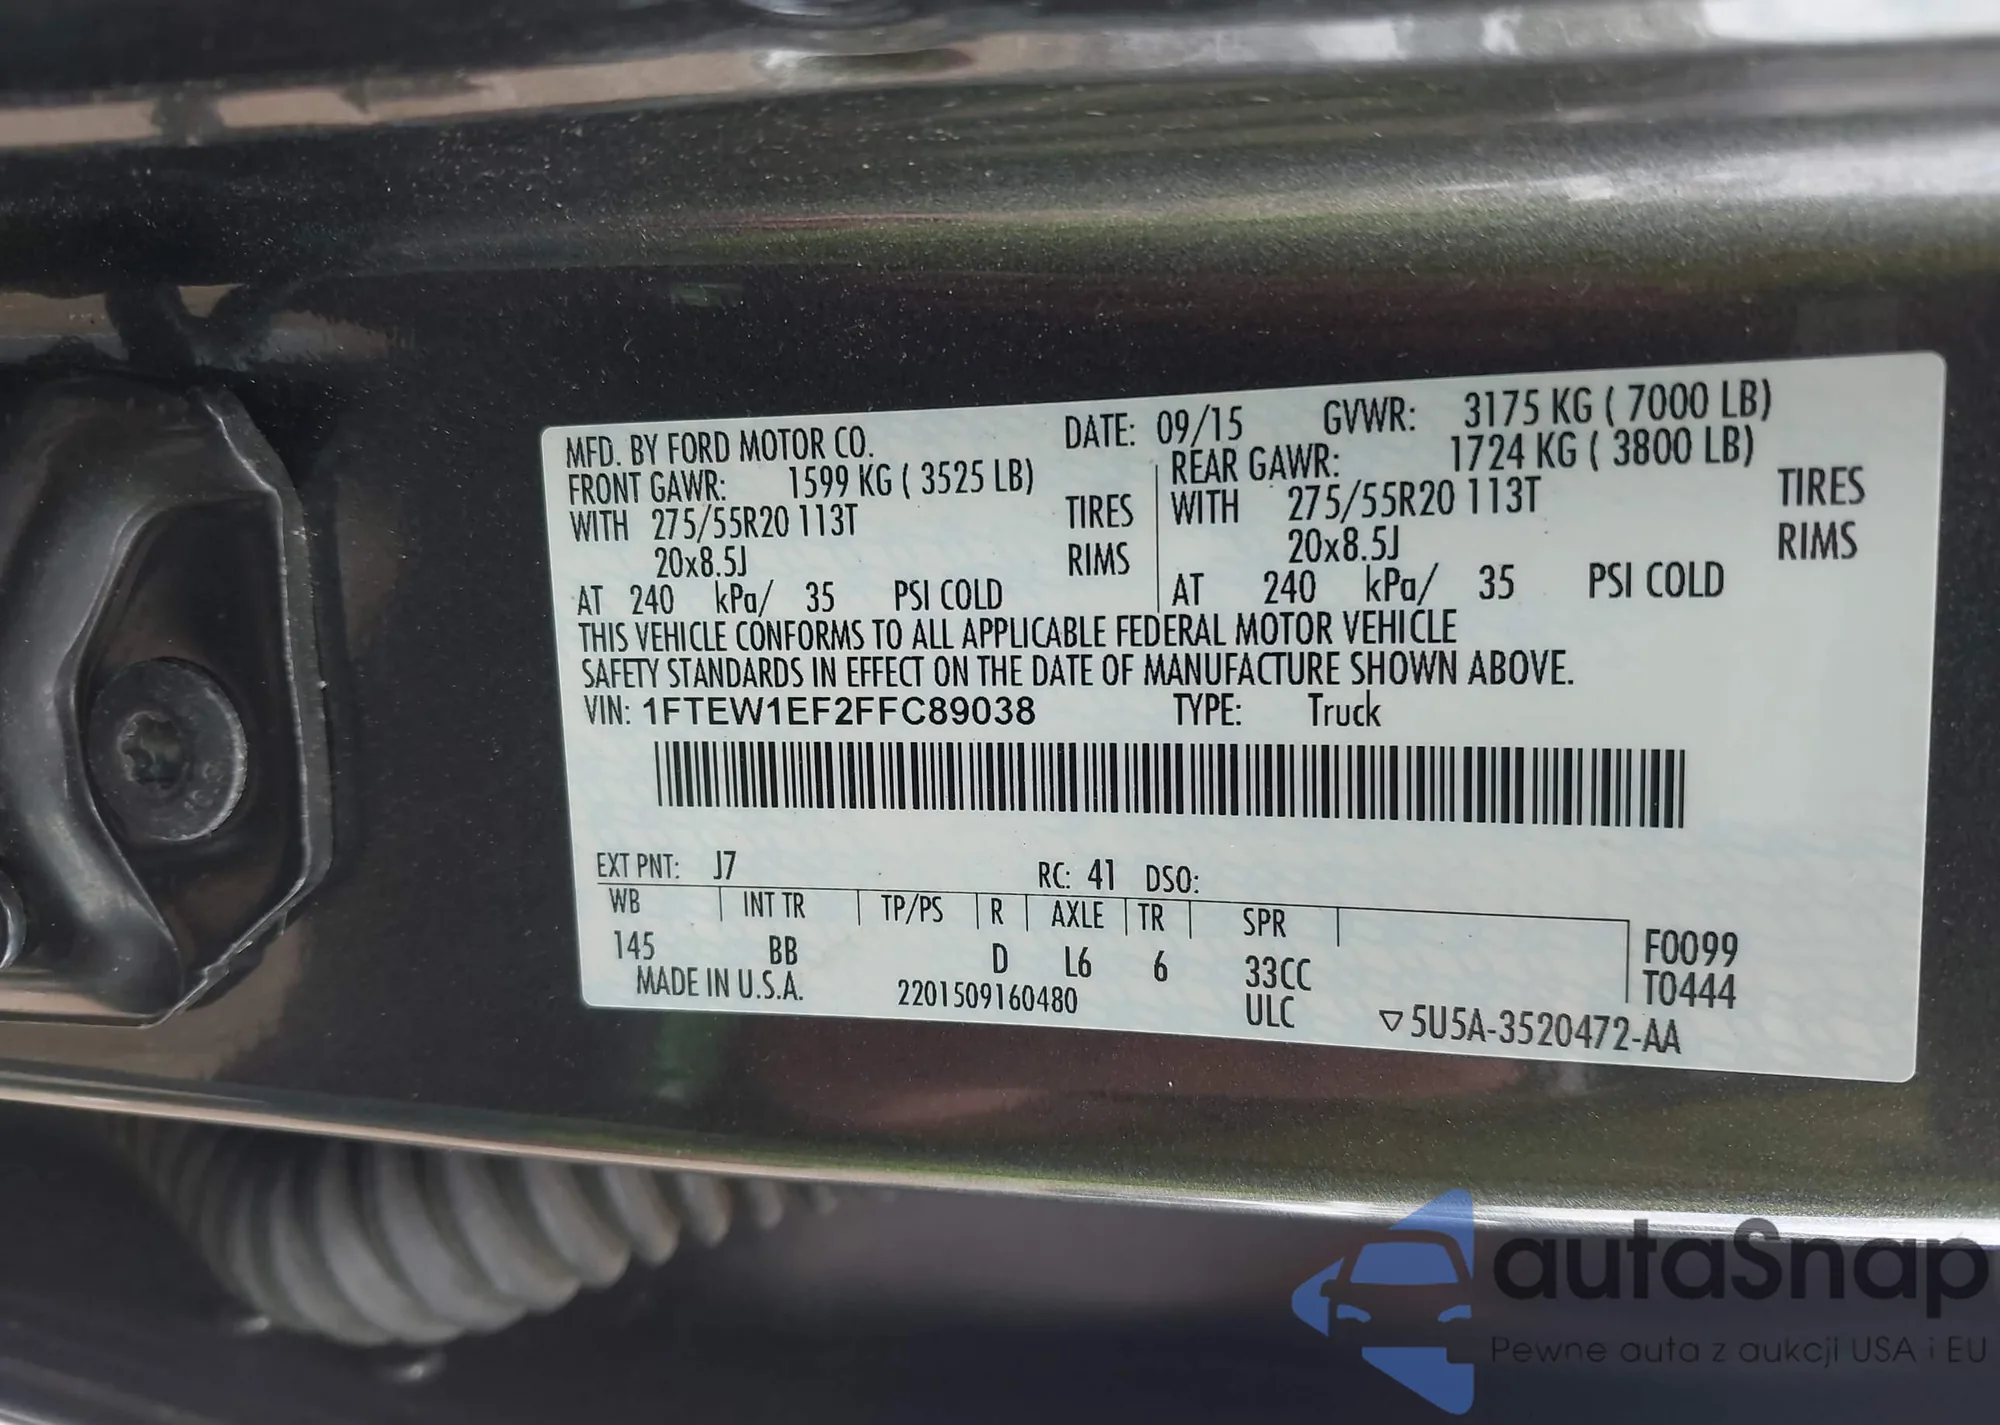 MFD. BY FORD MOTOR CO. DATE: 09/15 GVWR: 3175 KG ( 7000 LB)
FRONT GAWR: 1599 KG ( 3525 LB) REAR GAWR: 1724 KG ( 3800 LB)
WITH 275/55R20 113T TIRES WITH 275/55R20 113T TIRES
20x8.5J RIMS 20x8.5J RIMS
AT 240 kPa/ 35 PSI COLD AT 240 kPa/ 35 PSI COLD
THIS VEHICLE CONFORMS TO ALL APPLICABLE FEDERAL MOTOR VEHICLE
SAFETY STANDARDS IN EFFECT ON THE DATE OF MANUFACTURE SHOWN ABOVE.
VIN: 1FTEW1EF2FFC89038 TYPE: Truck
EXT PNT: J7 RC: 41 DSO:
WB INT TR TP/PS R AXLE TR SPR
145 BB D L6 6 33CC F0099
MADE IN U.S.A. 2201509160480 ULC T0444
▽5U5A-3520472-AA
autaSnap
Pewne auta z aukcji USA i EU